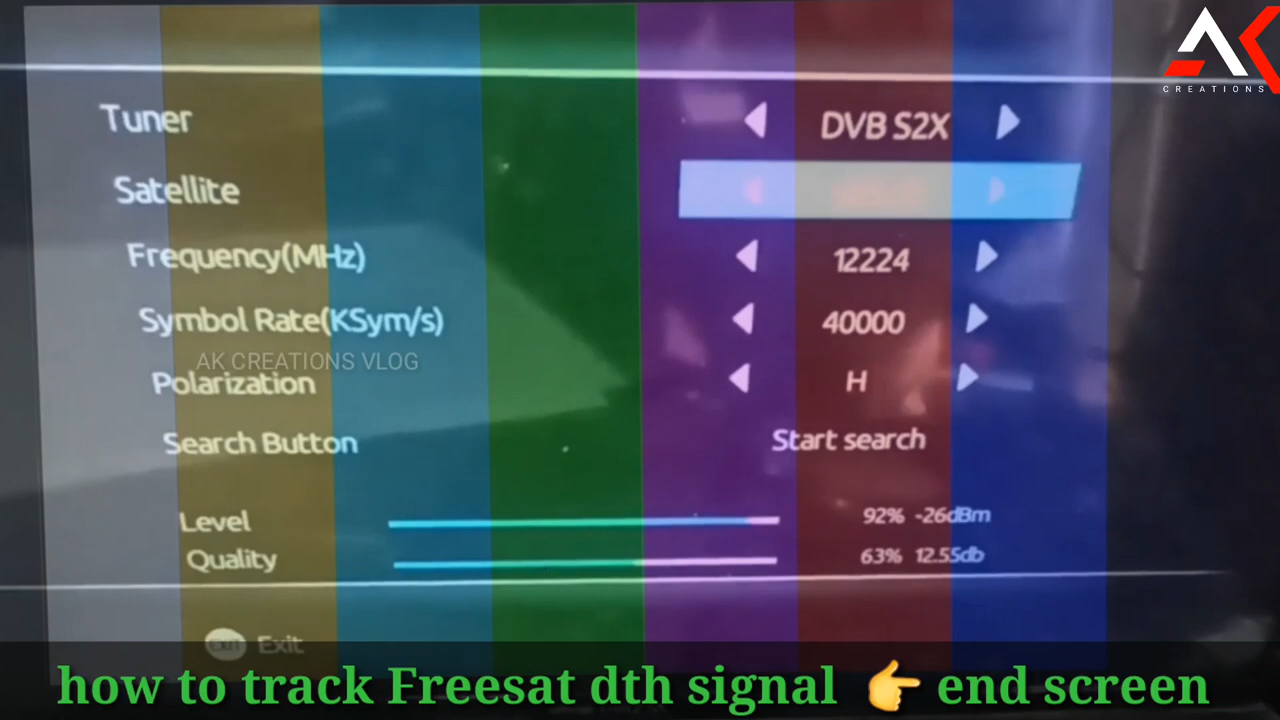 AK
CREATIONS
Tuner DVB S2X
Satellite
Frequency(MHz) 12224
Symbol Rate(KSym/s) 40000
AK CREATIONS VLOG
Polarization H
Search Button Start search
Level 92% -26dBm
Quality 63% 12.55db
Exit
how to track Freesat dth signal 👉 end screen